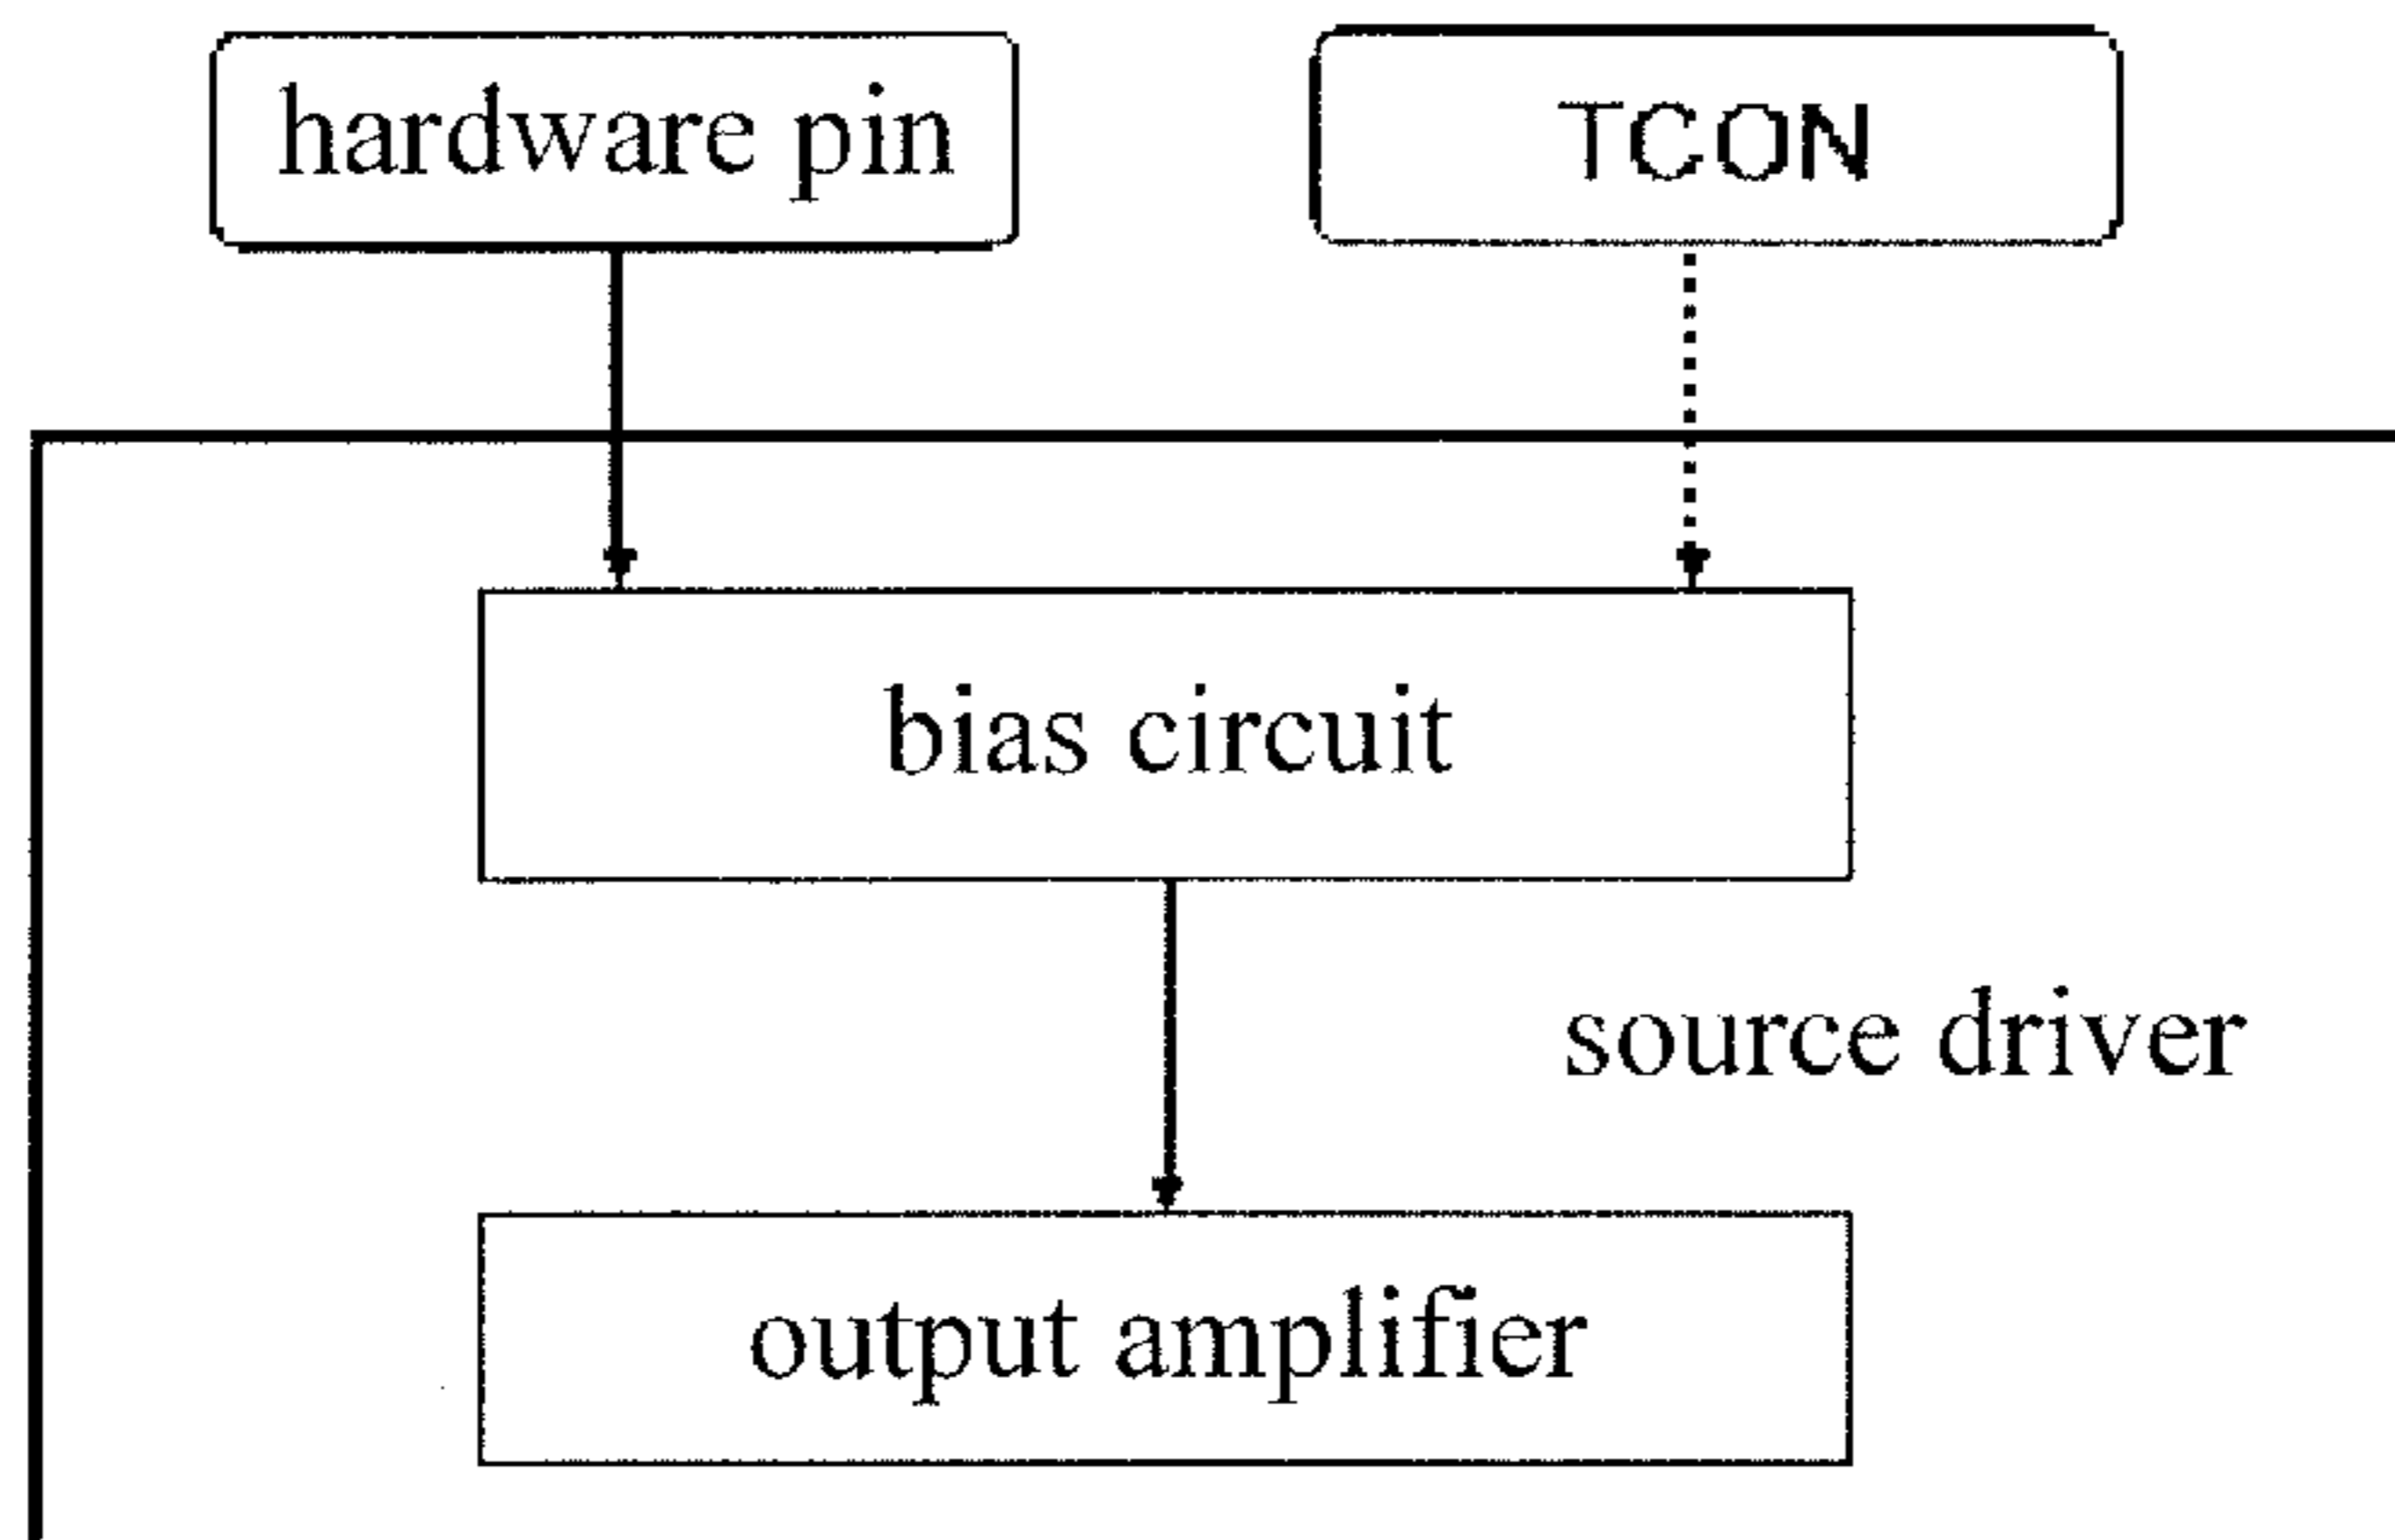 hardware pin
TCON
bias circuit
source driver
output amplifier